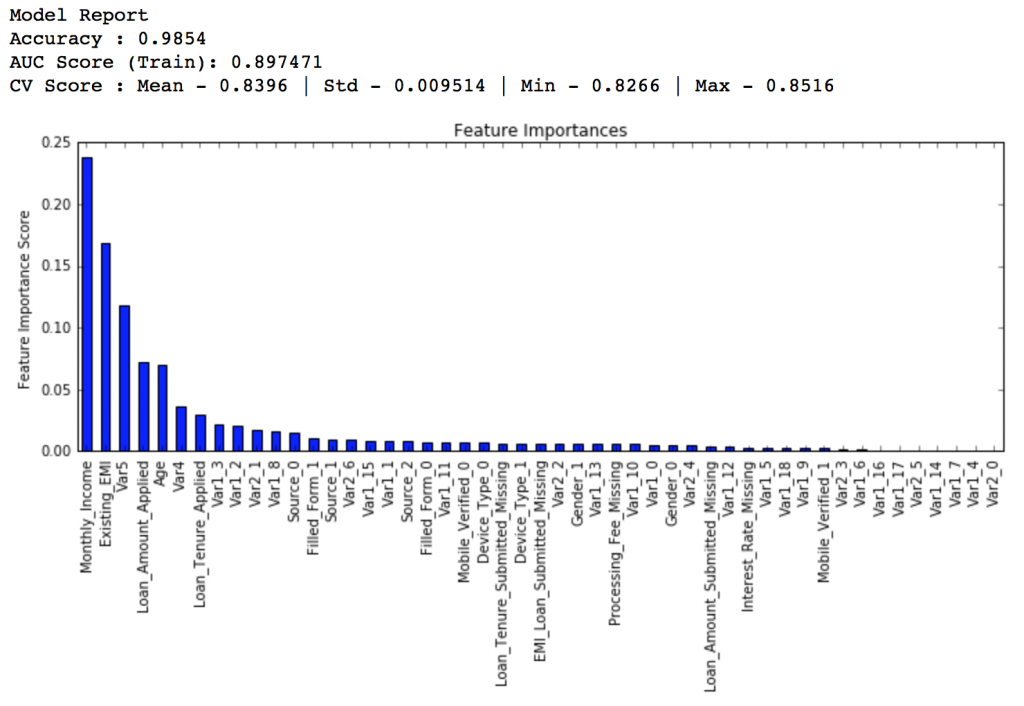 Model Report
Accuracy : 0.9854
AUC Score (Train): 0.897471
CV Score : Mean - 0.8396 | Std - 0.009514 | Min - 0.8266 | Max - 0.8516
Feature Importances
Feature Importance Score
0.25
0.20
0.15
0.10
0.05
0.00
Monthly_Income
Existing_EMI
Var5
Loan_Amount_Applied
Age
Var4
Loan_Tenure_Applied
Var1_3
Var1_2
Var2_1
Var1_8
Source_0
Filled_Form_1
Source_1
Var2_6
Var1_15
Var1_1
Source_2
Filled_Form_0
Var1_11
Mobile_Verified_0
Device_Type_0
Loan_Tenure_Submitted_Missing
Device_Type_1
EMI_Loan_Submitted_Missing
Var2_2
Gender_1
Var1_13
Processing_Fee_Missing
Var1_10
Var1_0
Gender_0
Var2_4
Loan_Amount_Submitted_Missing
Var1_12
Interest_Rate_Missing
Var1_5
Var1_18
Var1_9
Mobile_Verified_1
Var2_3
Var1_6
Var1_16
Var1_17
Var2_5
Var1_14
Var1_7
Var1_4
Var2_0